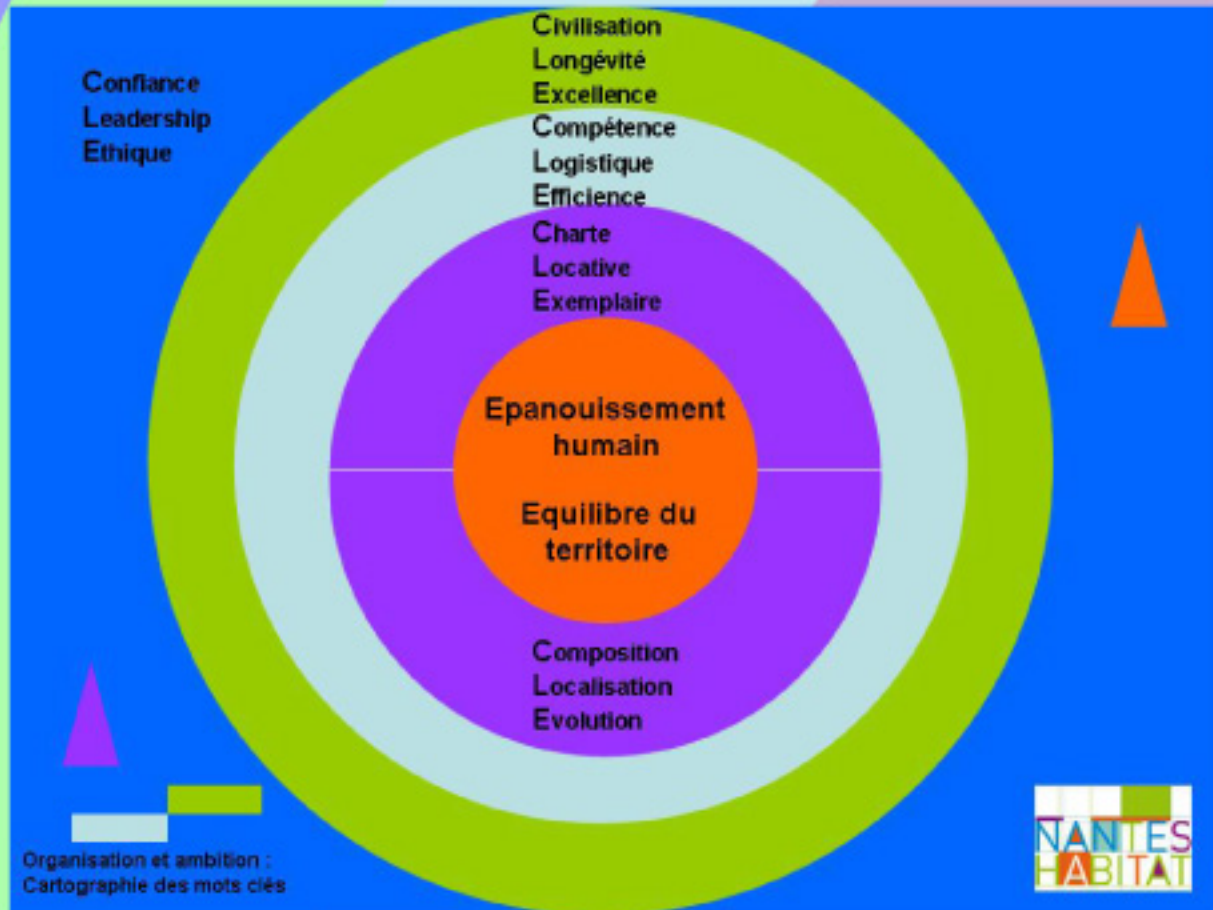 Confiance
Leadership
Ethique
Civilisation
Longévité
Excellence
Compétence
Logistique
Efficience
Charte
Locative
Exemplaire
Epanouissement
humain
Equilibre du
territoire
Composition
Localisation
Evolution
Organisation et ambition :
Cartographie des mots clés
NANTES
HABITAT